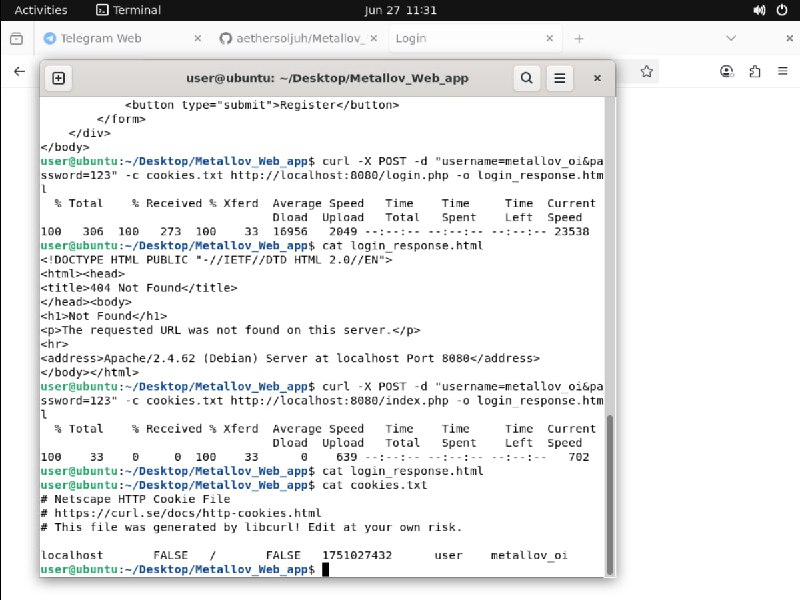 Activities Terminal Jun 27 11:31
Telegram Web × aethersoljuh/Metallov_ × Login × + ×
user@ubuntu: ~/Desktop/Metallov_Web_app ×
<button type="submit">Register</button>
</form>
</div>
</body>
user@ubuntu:~/Desktop/Metallov_Web_app$ curl -X POST -d "username=metallov_oi&pa
ssword=123" -c cookies.txt http://localhost:8080/login.php -o login_response.htm
l
% Total % Received % Xferd Average Speed Time Time Time Current
Dload Upload Total Spent Left Speed
100 306 100 273 100 33 16956 2049 --:--:-- --:--:-- --:--:-- 23538
user@ubuntu:~/Desktop/Metallov_Web_app$ cat login_response.html
<!DOCTYPE HTML PUBLIC "-//IETF//DTD HTML 2.0//EN">
<html><head>
<title>404 Not Found</title>
</head><body>
<h1>Not Found</h1>
<p>The requested URL was not found on this server.</p>
<hr>
<address>Apache/2.4.62 (Debian) Server at localhost Port 8080</address>
</body></html>
user@ubuntu:~/Desktop/Metallov_Web_app$ curl -X POST -d "username=metallov_oi&pa
ssword=123" -c cookies.txt http://localhost:8080/index.php -o login_response.htm
l
% Total % Received % Xferd Average Speed Time Time Time Current
Dload Upload Total Spent Left Speed
100 33 0 0 100 33 0 639 --:--:-- --:--:-- --:--:-- 702
user@ubuntu:~/Desktop/Metallov_Web_app$ cat login_response.html
user@ubuntu:~/Desktop/Metallov_Web_app$ cat cookies.txt
# Netscape HTTP Cookie File
# https://curl.se/docs/http-cookies.html
# This file was generated by libcurl! Edit at your own risk.
localhost FALSE / FALSE 1751027432 user metallov_oi
user@ubuntu:~/Desktop/Metallov_Web_app$